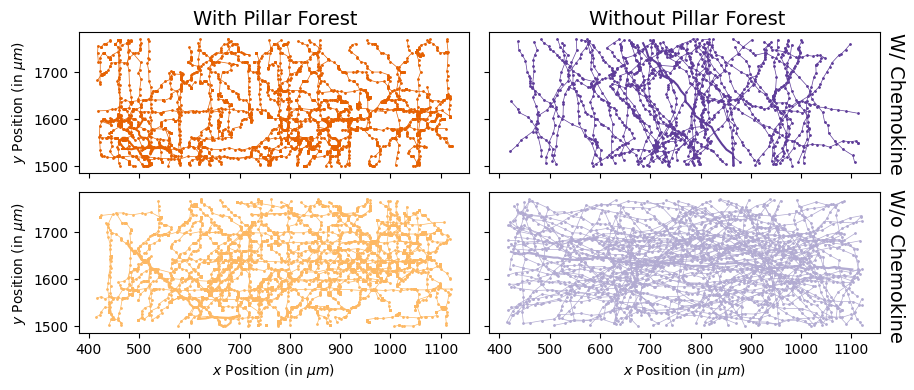 With Pillar Forest
Without Pillar Forest
1700
1600
1500
y Position (in μm)
W/ Chemokine
1700
1600
1500
y Position (in μm)
W/o Chemokine
400 500 600 700 800 900 1000 1100
400 500 600 700 800 900 1000 1100
x Position (in μm)
x Position (in μm)